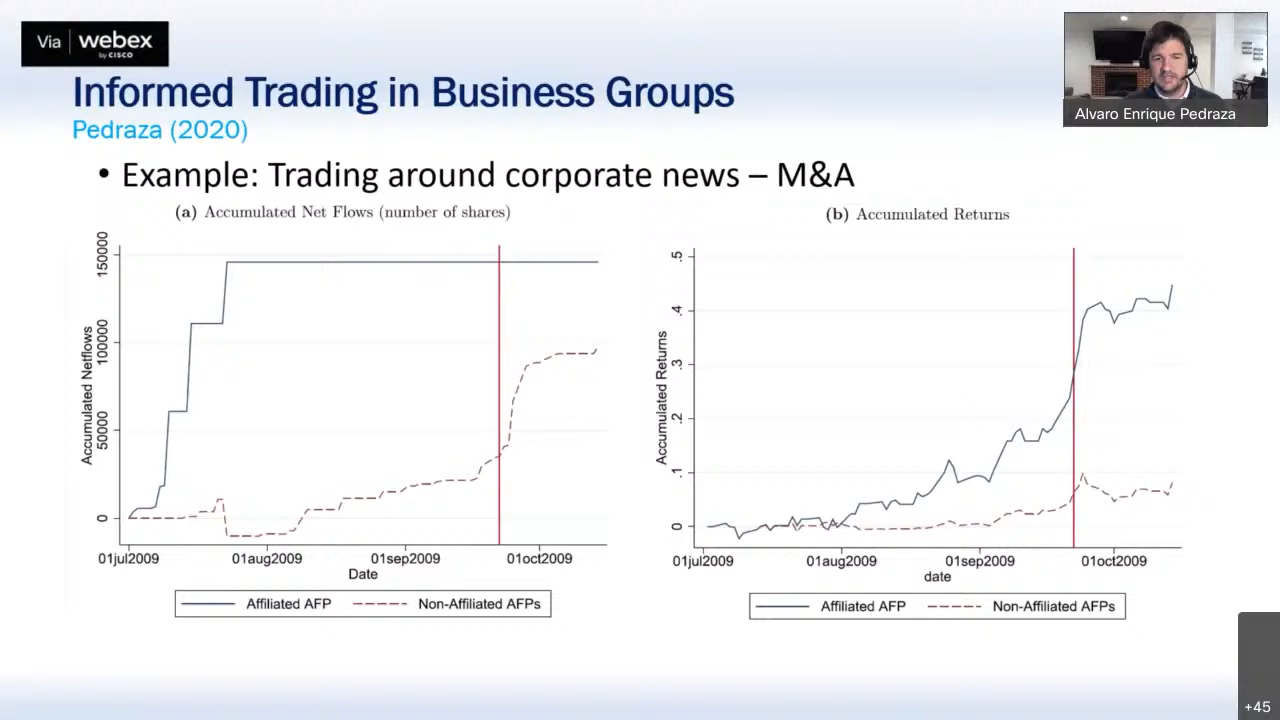 Via webex
by CISCO
Informed Trading in Business Groups
Pedraza (2020)
Alvaro Enrique Pedraza
• Example: Trading around corporate news – M&A
(a) Accumulated Net Flows (number of shares)
Accumulated Netflows
150000
100000
50000
0
01jul2009 01aug2009 01sep2009 01oct2009
Date
Affiliated AFP Non-Affiliated AFPs
(b) Accumulated Returns
Accumulated Returns
.5
.4
.3
.2
.1
0
01jul2009 01aug2009 01sep2009 01oct2009
date
Affiliated AFP Non-Affiliated AFPs
+45